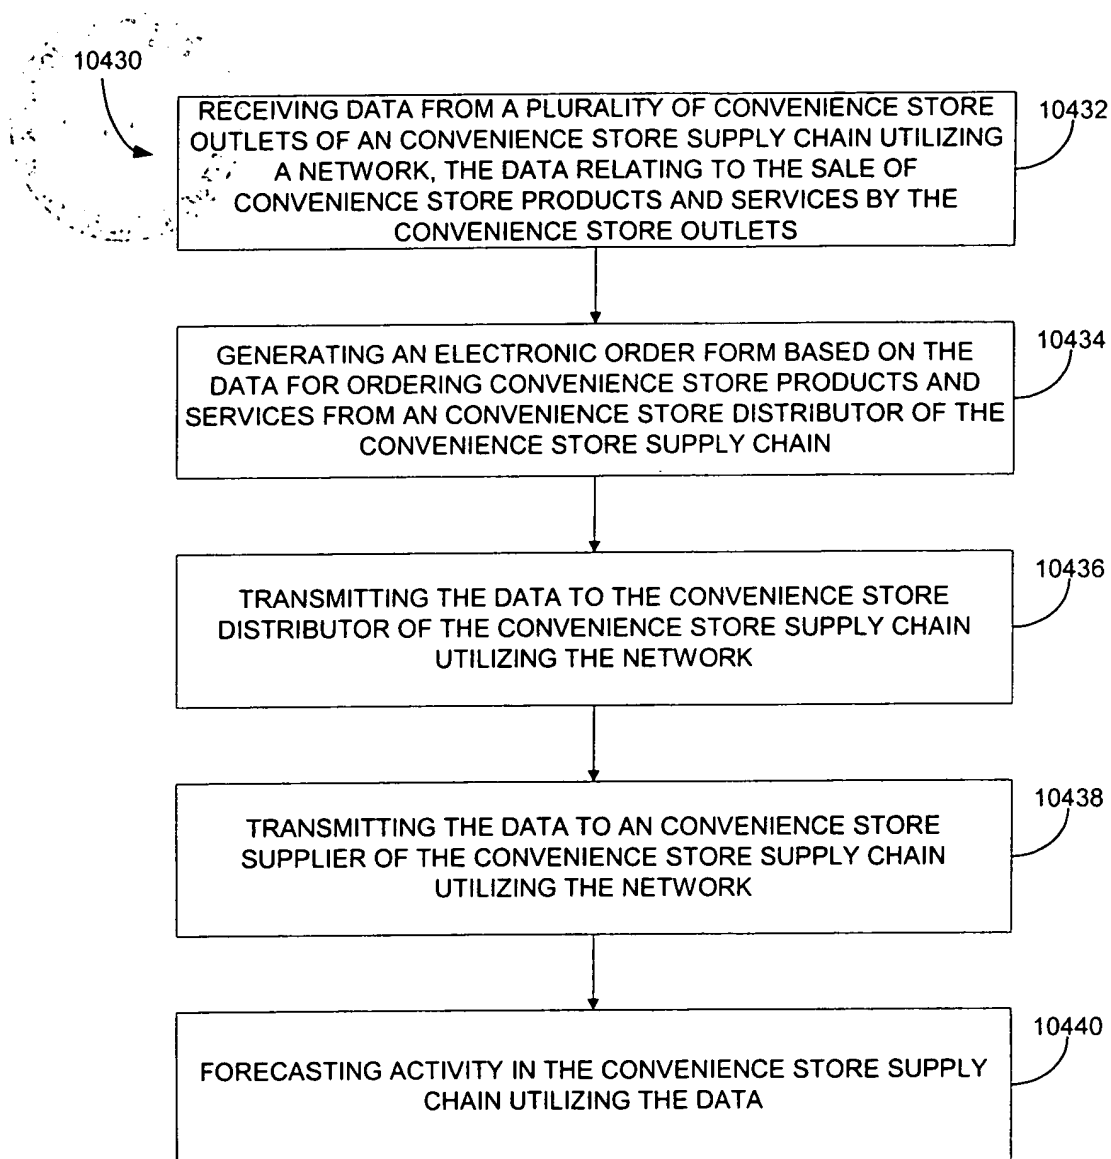 10430
RECEIVING DATA FROM A PLURALITY OF CONVENIENCE STORE
OUTLETS OF AN CONVENIENCE STORE SUPPLY CHAIN UTILIZING
A NETWORK, THE DATA RELATING TO THE SALE OF
CONVENIENCE STORE PRODUCTS AND SERVICES BY THE
CONVENIENCE STORE OUTLETS
10432
GENERATING AN ELECTRONIC ORDER FORM BASED ON THE
DATA FOR ORDERING CONVENIENCE STORE PRODUCTS AND
SERVICES FROM AN CONVENIENCE STORE DISTRIBUTOR OF THE
CONVENIENCE STORE SUPPLY CHAIN
10434
TRANSMITTING THE DATA TO THE CONVENIENCE STORE
DISTRIBUTOR OF THE CONVENIENCE STORE SUPPLY CHAIN
UTILIZING THE NETWORK
10436
TRANSMITTING THE DATA TO AN CONVENIENCE STORE
SUPPLIER OF THE CONVENIENCE STORE SUPPLY CHAIN
UTILIZING THE NETWORK
10438
FORECASTING ACTIVITY IN THE CONVENIENCE STORE SUPPLY
CHAIN UTILIZING THE DATA
10440